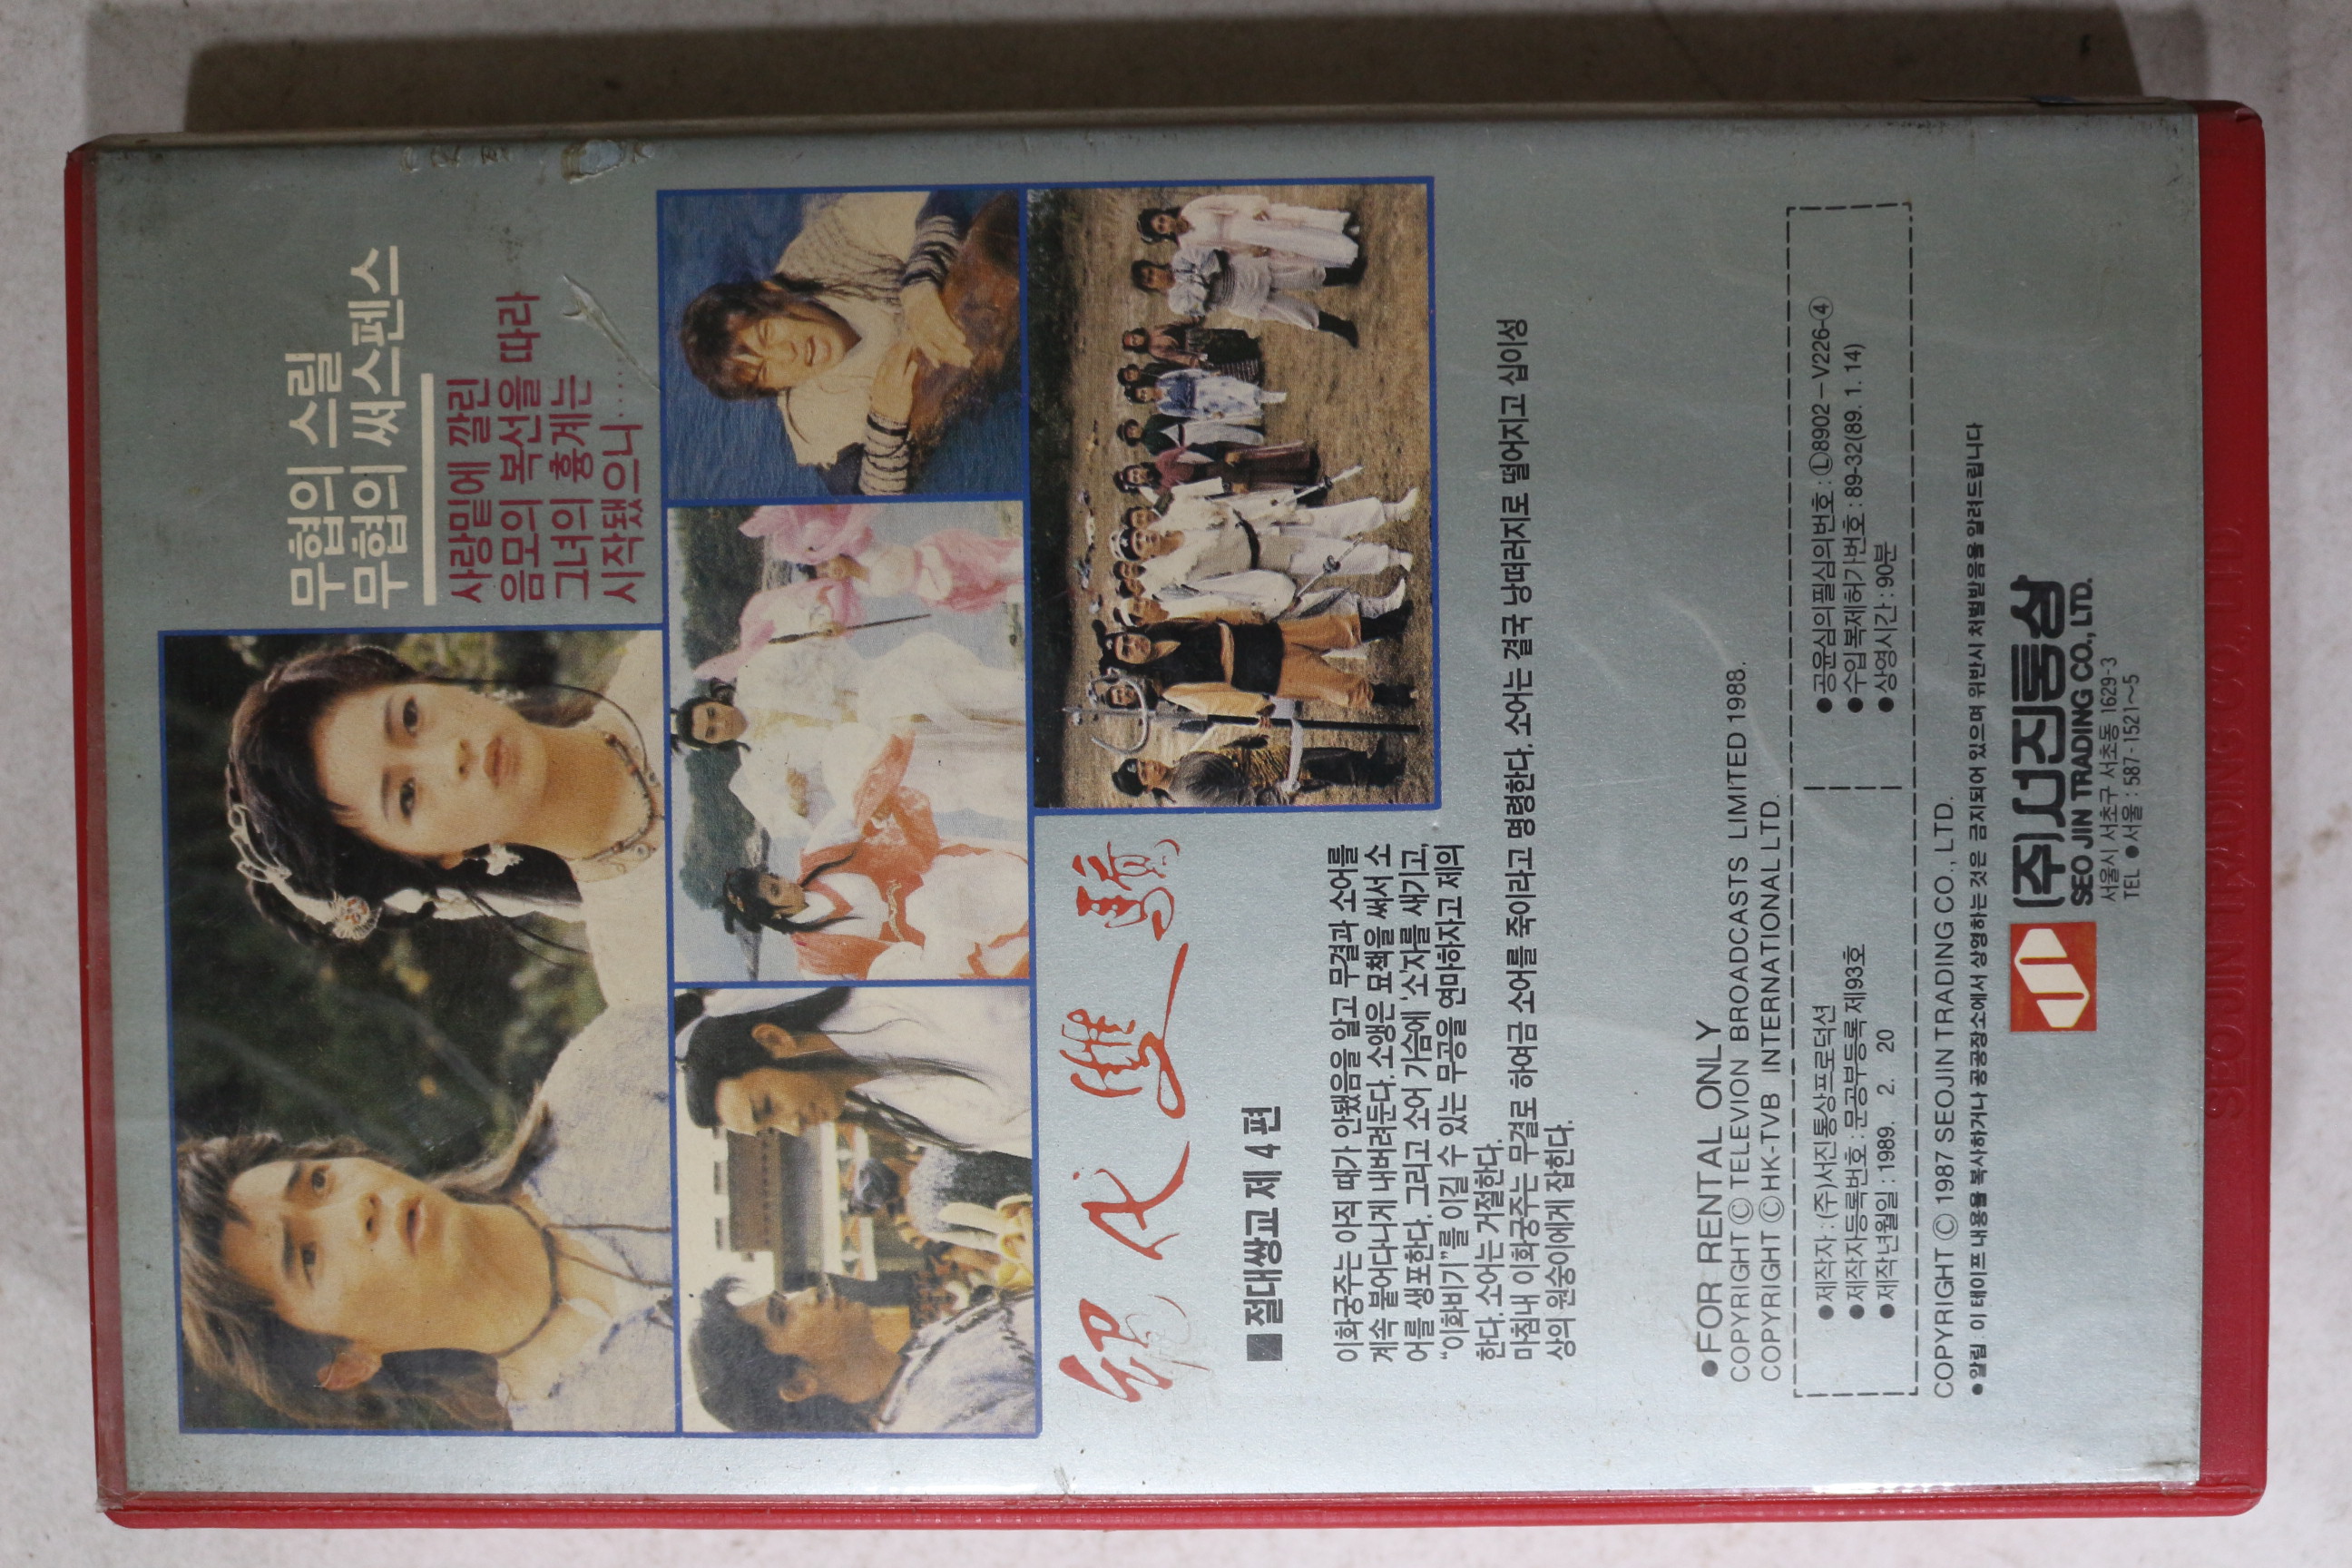 무협의 스릴
무협의 써스펜스
사랑밑에 깔린
음모의 복선을 따라
그녀의 흉계는
시작됐으니……
絕代雙驕
■ 절대쌍교 제 4 편
이화궁주는 아직 때가 안됐음을 알고 무결과 소어를
계속 붙어다니게 내버려둔다. 소앵은 묘책을 써서 소
어를 생포한다. 그리고 소어 가슴에 '소'자를 새기고,
“이화비기”를 이길 수 있는 무공을 연마하자고 제의
한다. 소어는 거절한다.
마침내 이화궁주는 무결로 하여금 소어를 죽이라고 명령한다. 소어는 결국 낭떠러지로 떨어지고 십이성
상의 원숭이에게 잡힌다.
●FOR RENTAL ONLY
COPYRIGHT Ⓒ TELEVION BROADCASTS LIMITED 1988.
COPYRIGHT Ⓒ HK-TVB INTERNATIONAL LTD.
●제작자 : (주)서진통상프로덕션
●제작자등록번호 : 문공부등록 제93호
●제작년월일 : 1989. 2. 20
●공윤심의필심의번호 : Ⓛ8902-V226-④
●수입복제허가번호 : 89-32(89. 1. 14)
●상영시간 : 90분
COPYRIGHT Ⓒ 1987 SEOJIN TRADING CO., LTD.
●알림 : 이 테이프 내용을 복사하거나 공공장소에서 상영하는 것은 금지되어 있으며 위반시 처벌받음을 알려드립니다
(주)서진통상
SEO JIN TRADING CO., LTD.
서울시 서초구 서초동 1629-3
TEL ● 서울 : 587-1521~5
SEO JIN TRADING CO., LTD.